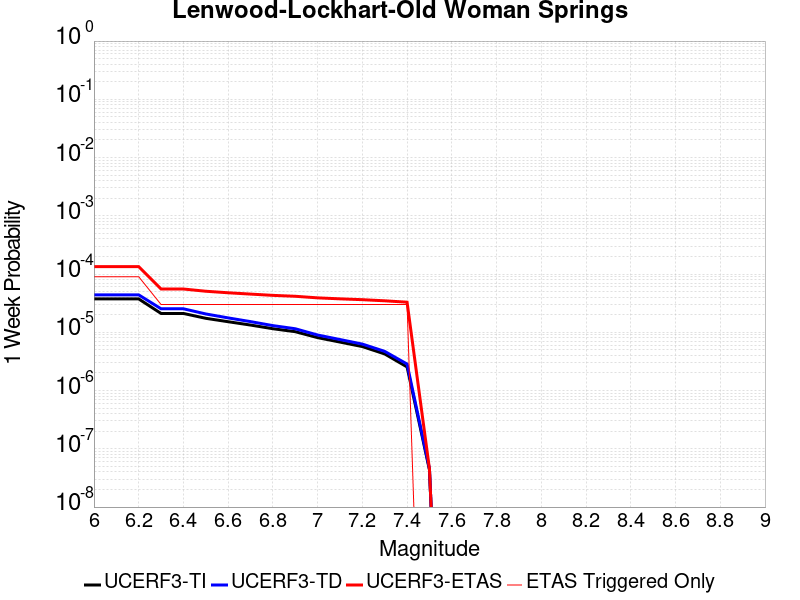 Lenwood-Lockhart-Old Woman Springs
10^0
10^-1
10^-2
10^-3
10^-4
10^-5
10^-6
10^-7
10^-8
1 Week Probability
6 6.2 6.4 6.6 6.8 7 7.2 7.4 7.6 7.8 8 8.2 8.4 8.6 8.8 9
Magnitude
UCERF3-TI UCERF3-TD UCERF3-ETAS ETAS Triggered Only